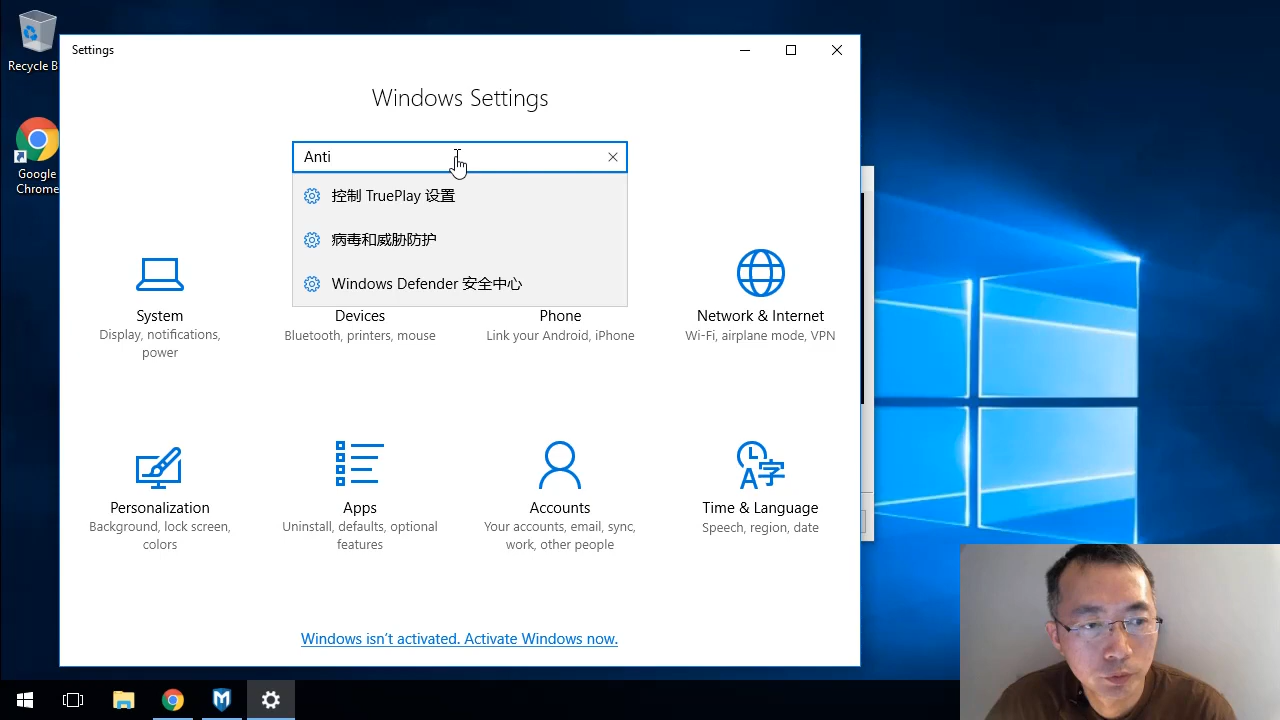 Recycle B
Google
Chrome
Settings
Windows Settings
Anti
控制 TruePlay 设置
病毒和威胁防护
Windows Defender 安全中心
System
Display, notifications,
power
Devices
Bluetooth, printers, mouse
Phone
Link your Android, iPhone
Network & Internet
Wi-Fi, airplane mode, VPN
Personalization
Background, lock screen,
colors
Apps
Uninstall, defaults, optional
features
Accounts
Your accounts, email, sync,
work, other people
A字
Time & Language
Speech, region, date
Windows isn't activated. Activate Windows now.